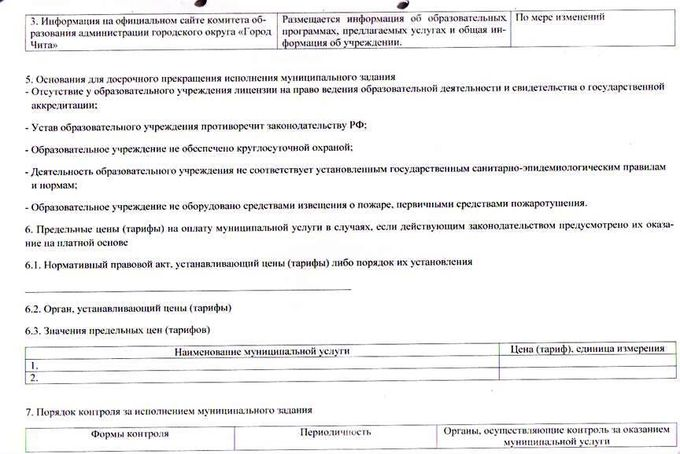 3. Информация на официальном сайте комитета об-
разования администрации городского округа «Город
Чита»
Размещается информация об образовательных
программах, предлагаемых услугах и общая ин-
формация об учреждении.
По мере изменений
5. Основания для досрочного прекращения исполнения муниципального задания
- Отсутствие у образовательного учреждения лицензии на право ведения образовательной деятельности и свидетельства о государственной
аккредитации;
- Устав образовательного учреждения противоречит законодательству РФ;
- Образовательное учреждение не обеспечено круглосуточной охраной;
- Деятельность образовательного учреждения не соответствует установленным государственным санитарно-эпидемиологическим правилам
и нормам;
- Образовательное учреждение не оборудовано средствами извещения о пожаре, первичными средствами пожаротушения.
6. Предельные цены (тарифы) на оплату муниципальной услуги в случаях, если действующим законодательством предусмотрено их оказа-
ние на платной основе
6.1. Нормативный правовой акт, устанавливающий цены (тарифы) либо порядок их установления
6.2. Орган, устанавливающий цены (тарифы)
6.3. Значения предельных цен (тарифов)
Наименование муниципальной услуги
Цена (тариф), единица измерения
1.
2.
7. Порядок контроля за исполнением муниципального задания
Формы контроля
Периодичность
Органы, осуществляющие контроль за оказанием
муниципальной услуги